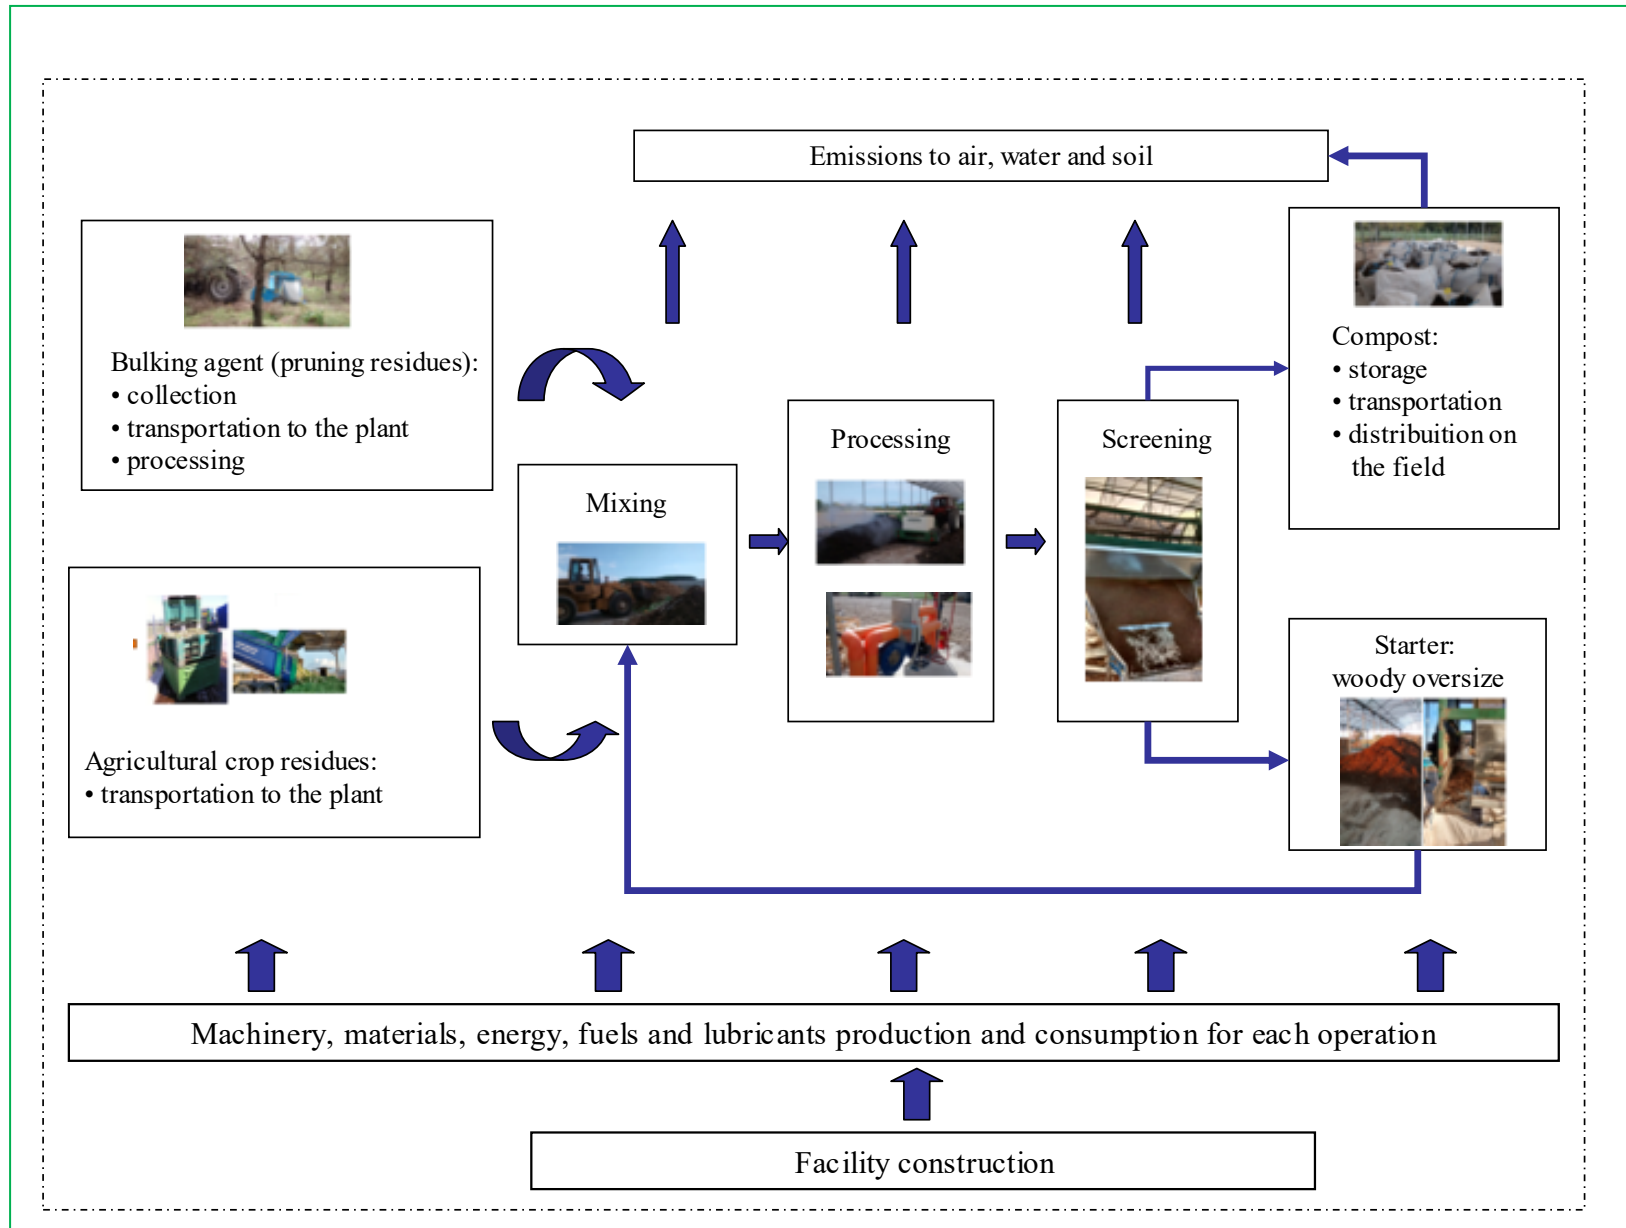 Emissions to air, water and soil
Bulking agent (pruning residues):
• collection
• transportation to the plant
• processing
Mixing
Processing
Screening
Compost:
• storage
• transportation
• distribuition on
the field
Agricultural crop residues:
• transportation to the plant
Starter:
woody oversize
Machinery, materials, energy, fuels and lubricants production and consumption for each operation
Facility construction